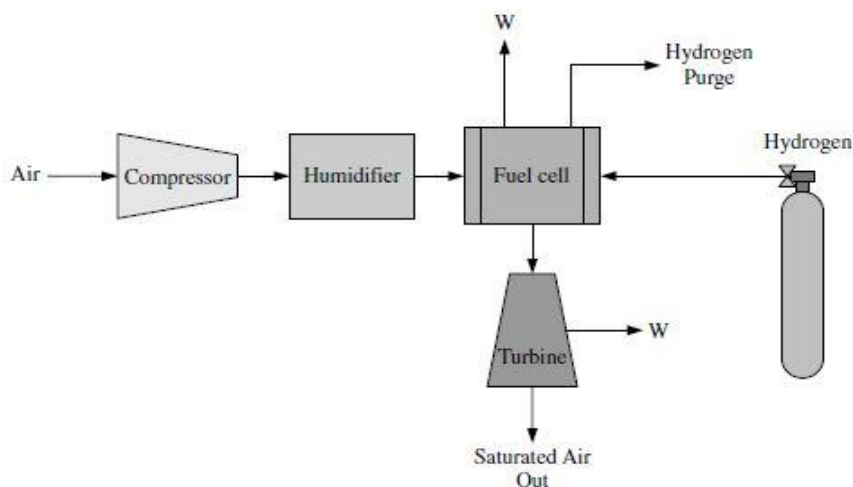 W
Hydrogen
Purge
Hydrogen
Air
Compressor
Humidifier
Fuel cell
W
Turbine
Saturated Air
Out